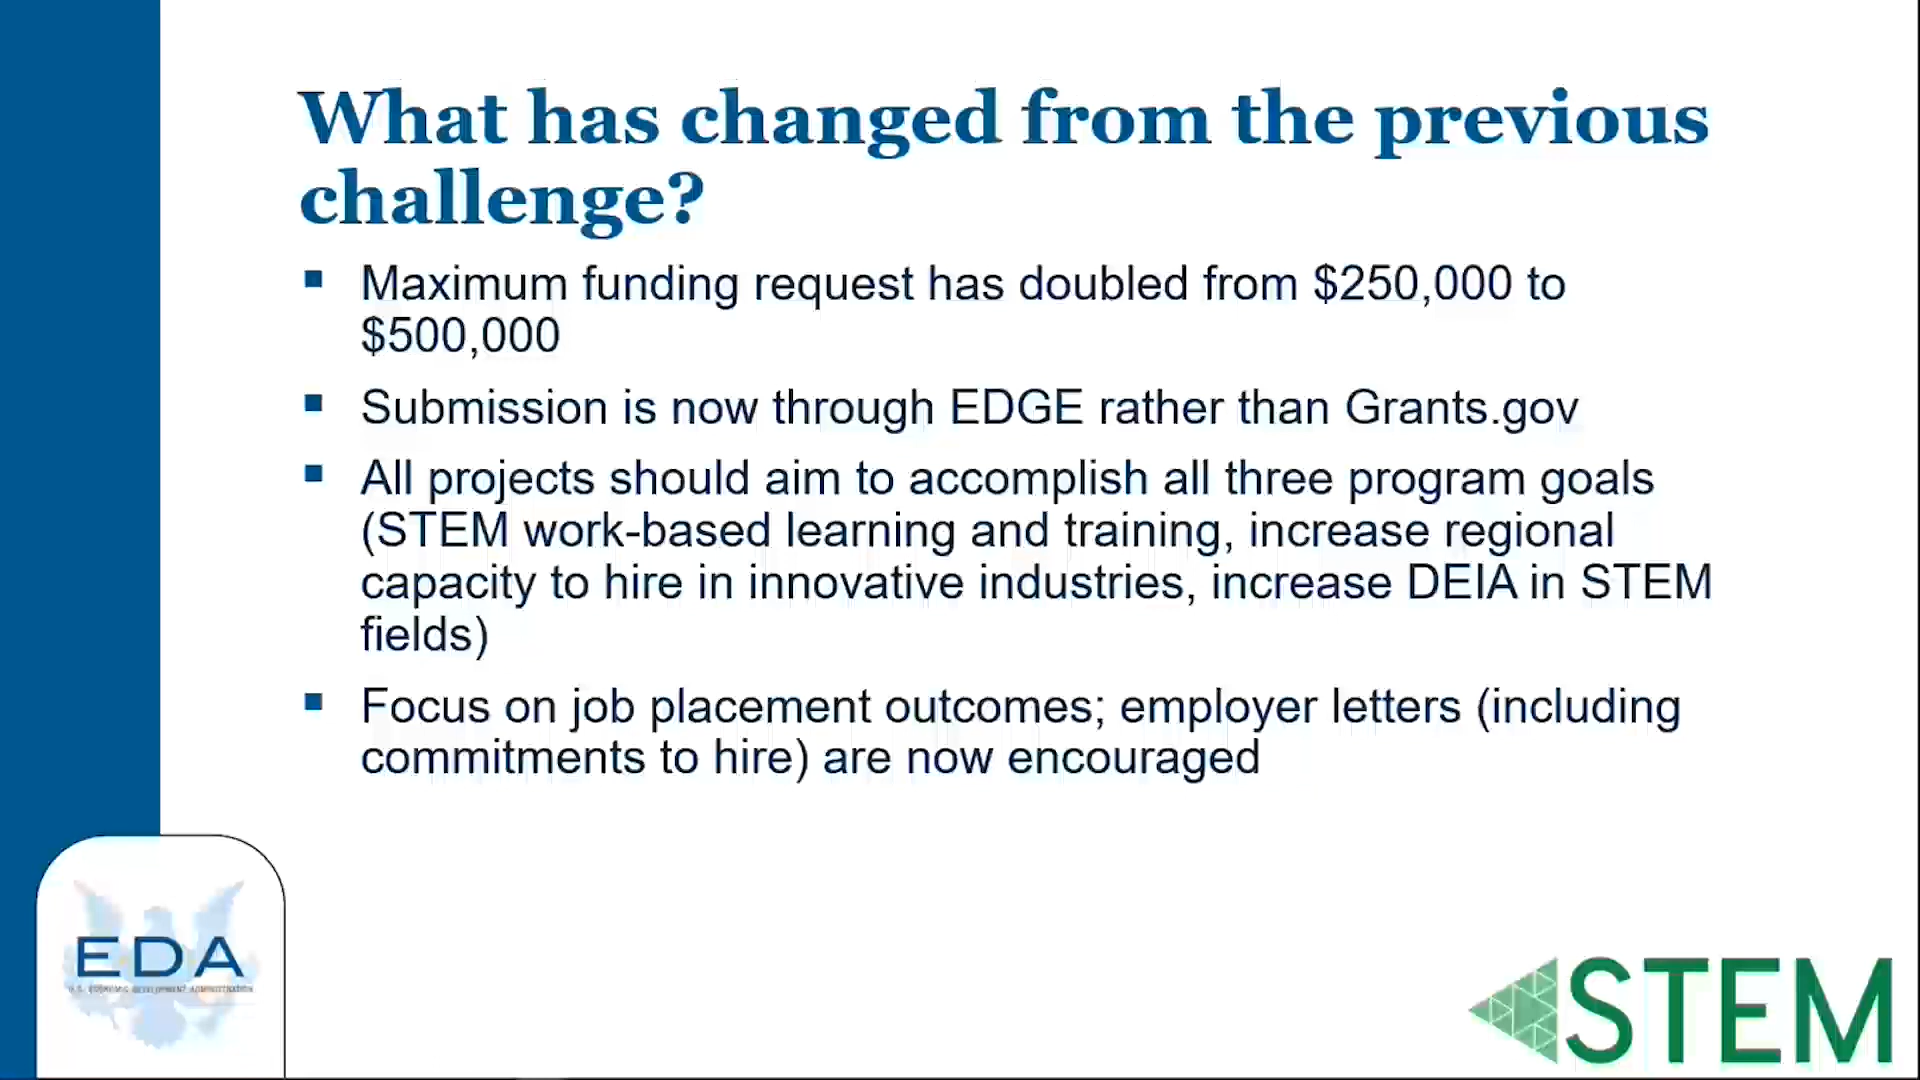 What has changed from the previous
challenge?
Maximum funding request has doubled from $250,000 to
$500,000
Submission is now through EDGE rather than Grants.gov
All projects should aim to accomplish all three program goals
(STEM work-based learning and training, increase regional
capacity to hire in innovative industries, increase DEIA in STEM
fields)
Focus on job placement outcomes; employer letters (including
commitments to hire) are now encouraged
EDA
U.S. ECONOMIC DEVELOPMENT ADMINISTRATION
STEM